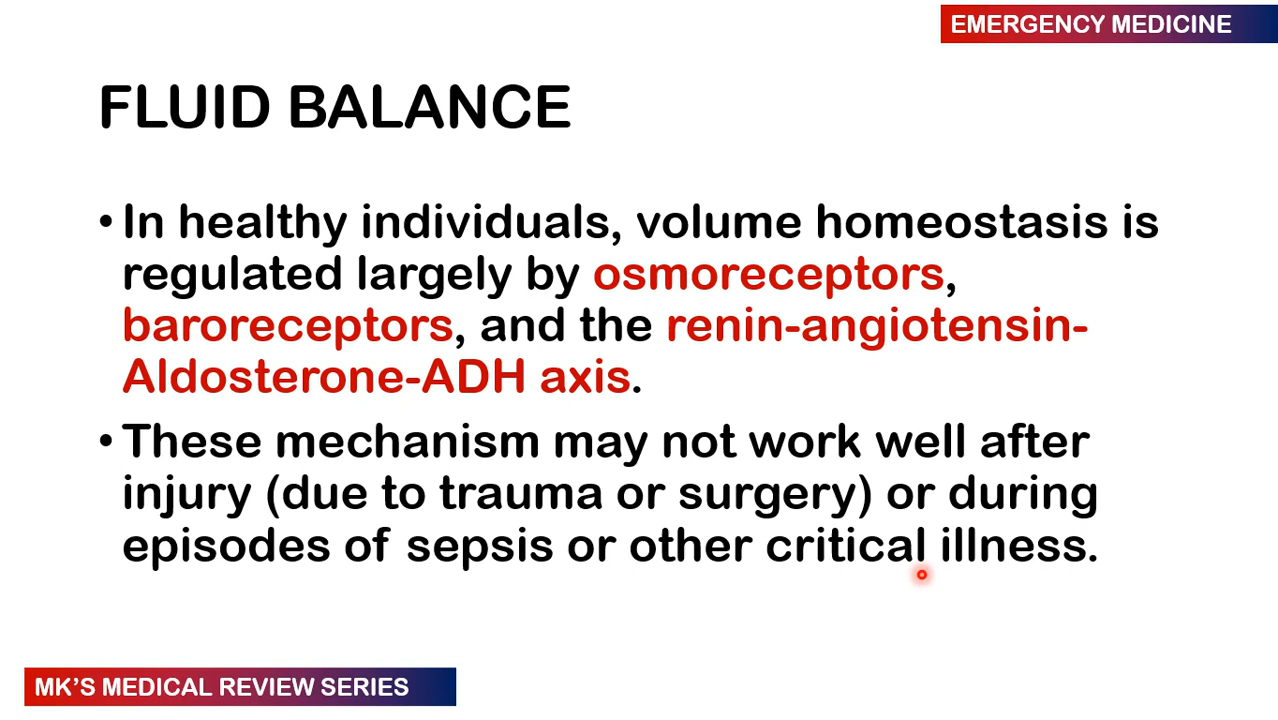 EMERGENCY MEDICINE
FLUID BALANCE
• In healthy individuals, volume homeostasis is
regulated largely by osmoreceptors,
baroreceptors, and the renin-angiotensin-
Aldosterone-ADH axis.
• These mechanism may not work well after
injury (due to trauma or surgery) or during
episodes of sepsis or other critical illness.
MK'S MEDICAL REVIEW SERIES